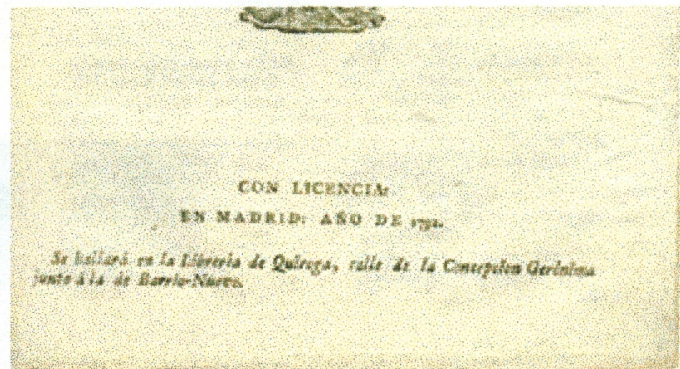 CON LICENCIA:
EN MADRID: AÑO DE 1791.
Se hallará en la Librería de Quiroga, calle de la Concepcion Gerónima
junto á la de Barrio-Nuevo.